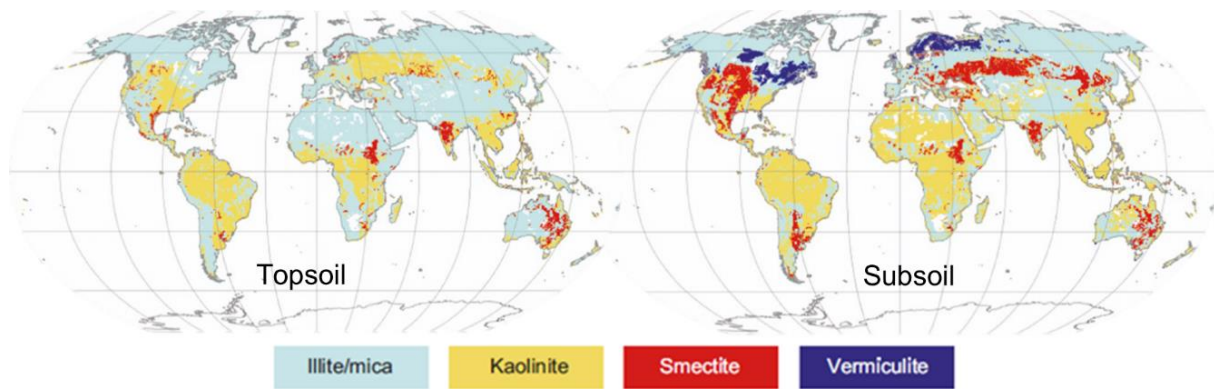 Topsoil
Subsoil
Illite/mica
Kaolinite
Smectite
Vermiculite